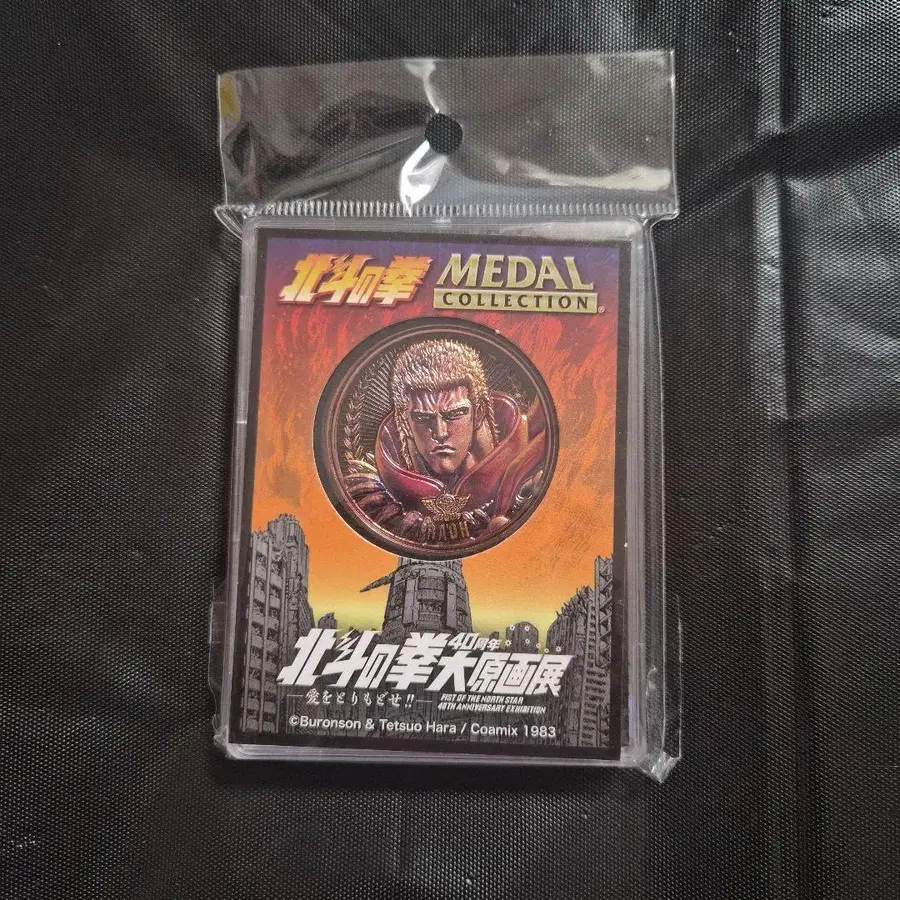 北斗の拳
MEDAL
COLLECTION®
RAOH
北斗の拳 40周年
大原画展
—愛をとりもどせ!!—
FIST OF THE NORTH STAR
40TH ANNIVERSARY EXHIBITION
©Buronson & Tetsuo Hara / Coamix 1983